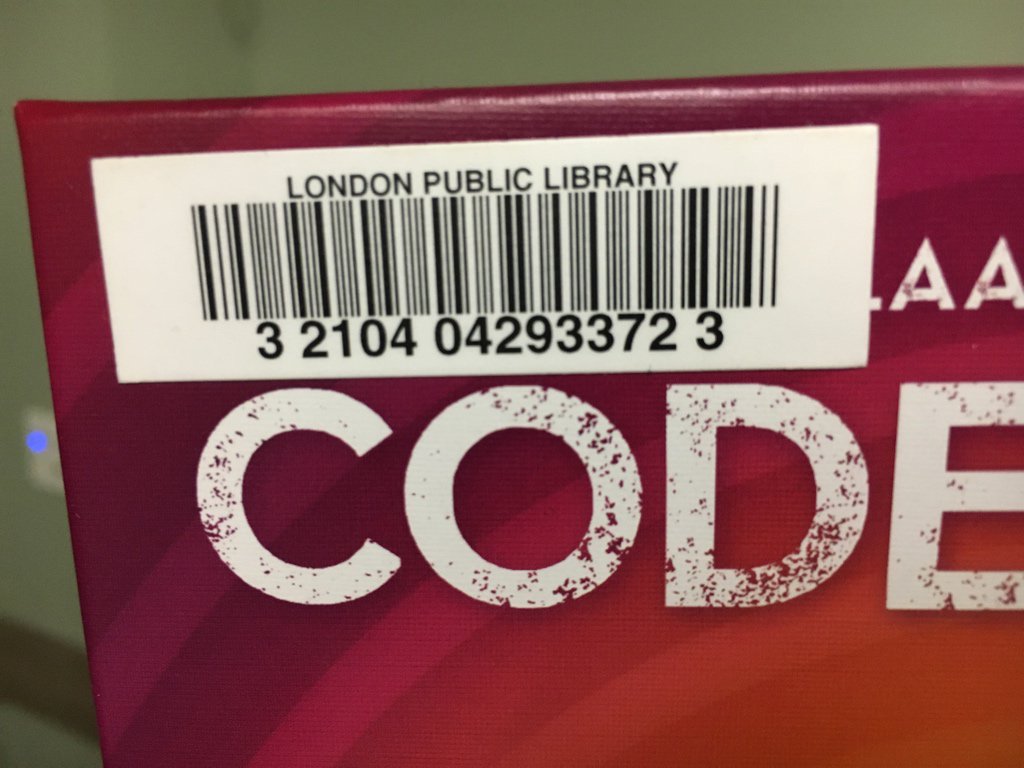 LONDON PUBLIC LIBRARY
3 2104 04293372 3
CODE